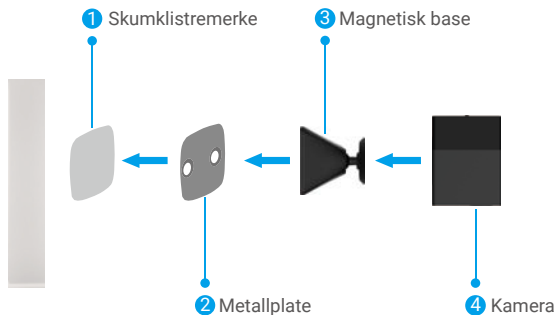 1 Skumklistremerke
3 Magnetisk base
2 Metallplate
4 Kamera